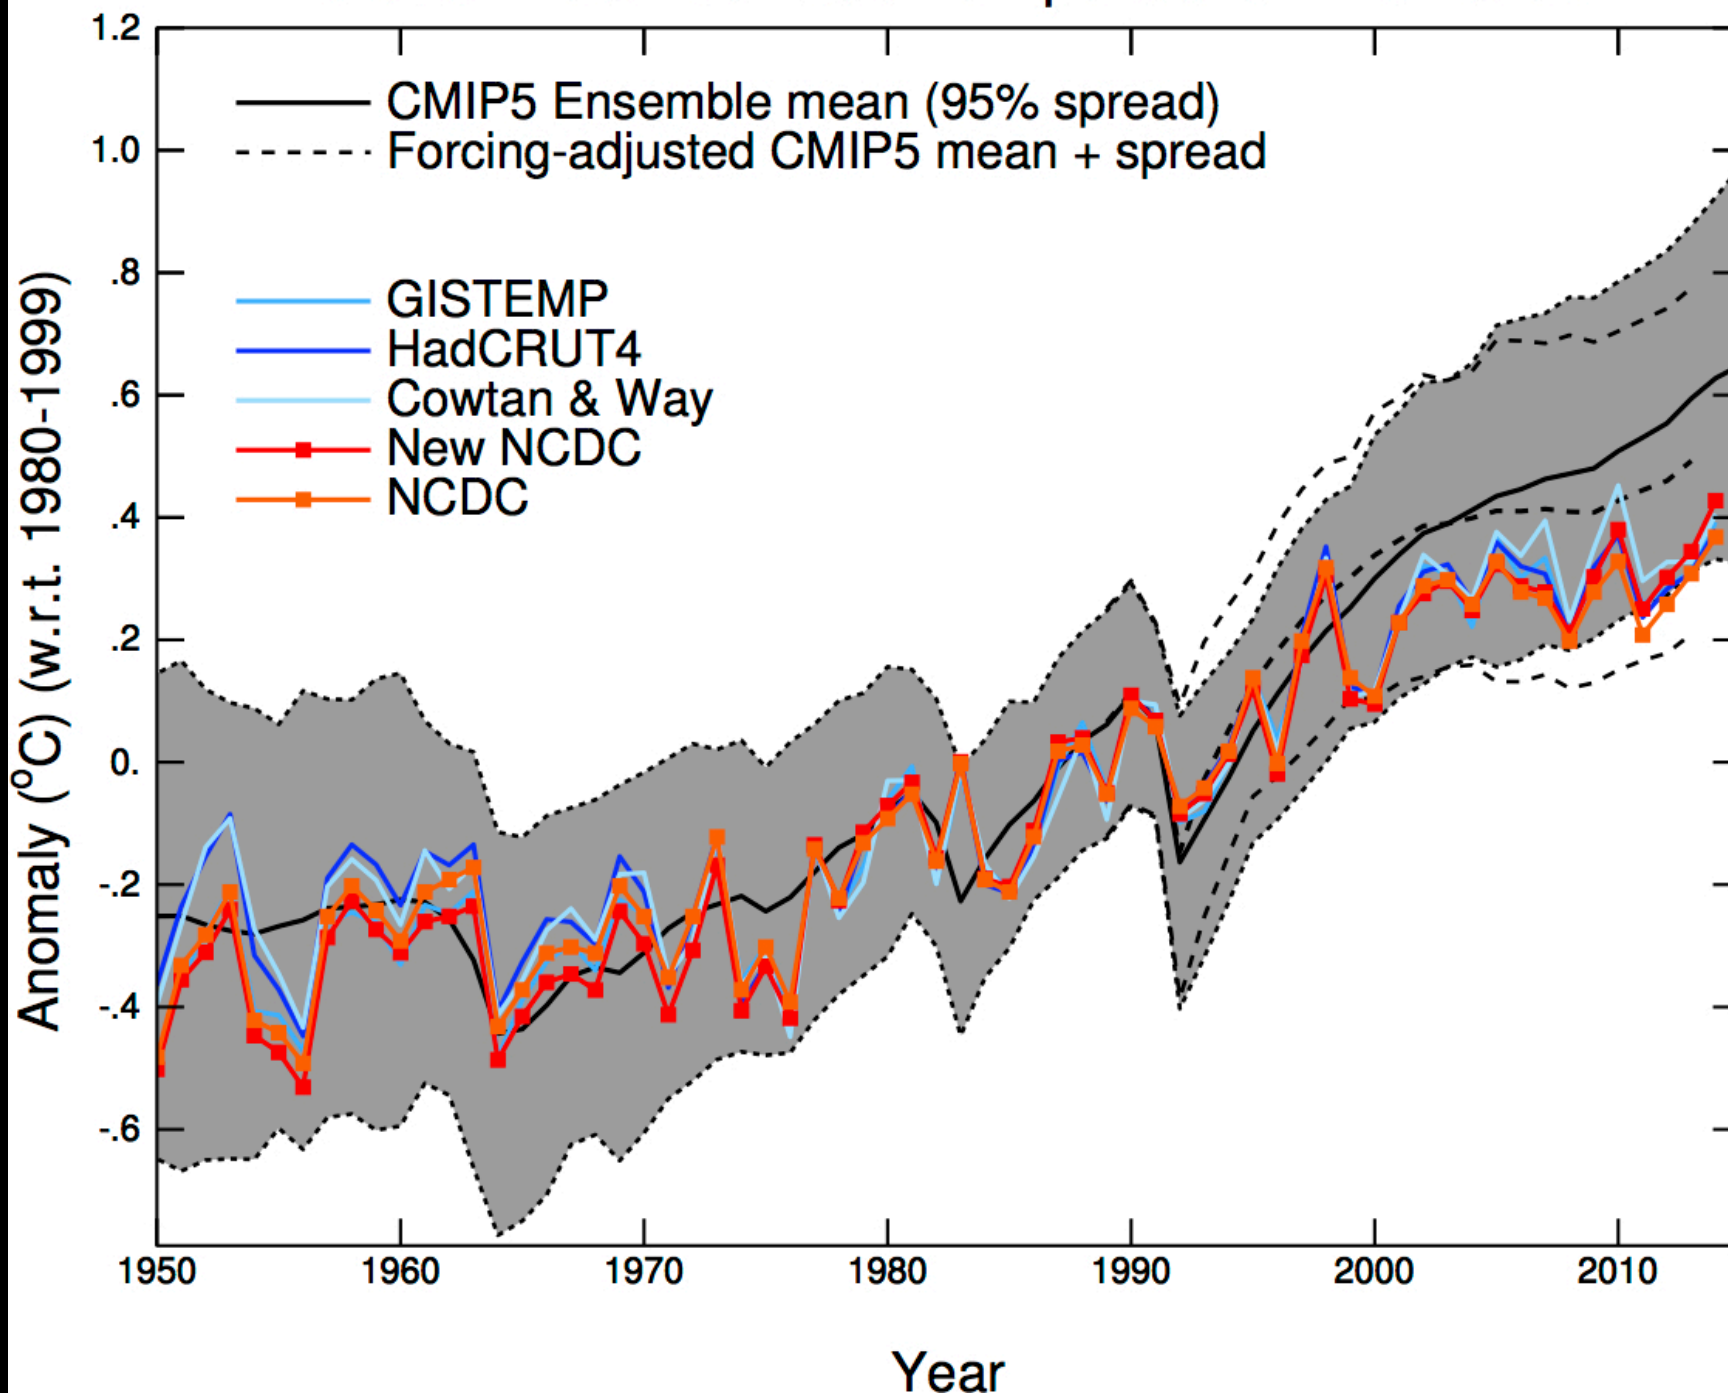 1.2
CMIP5 Ensemble mean (95% spread)
1.0
Forcing-adjusted CMIP5 mean + spread
.8
GISTEMP
HadCRUT4
Cowtan & Way
.6
New NCDC
NCDC
.4
.2
0.
-.2
-.4
-.6
Anomaly (°C) (w.r.t. 1980-1999)
1950 1960 1970 1980 1990 2000 2010
Year